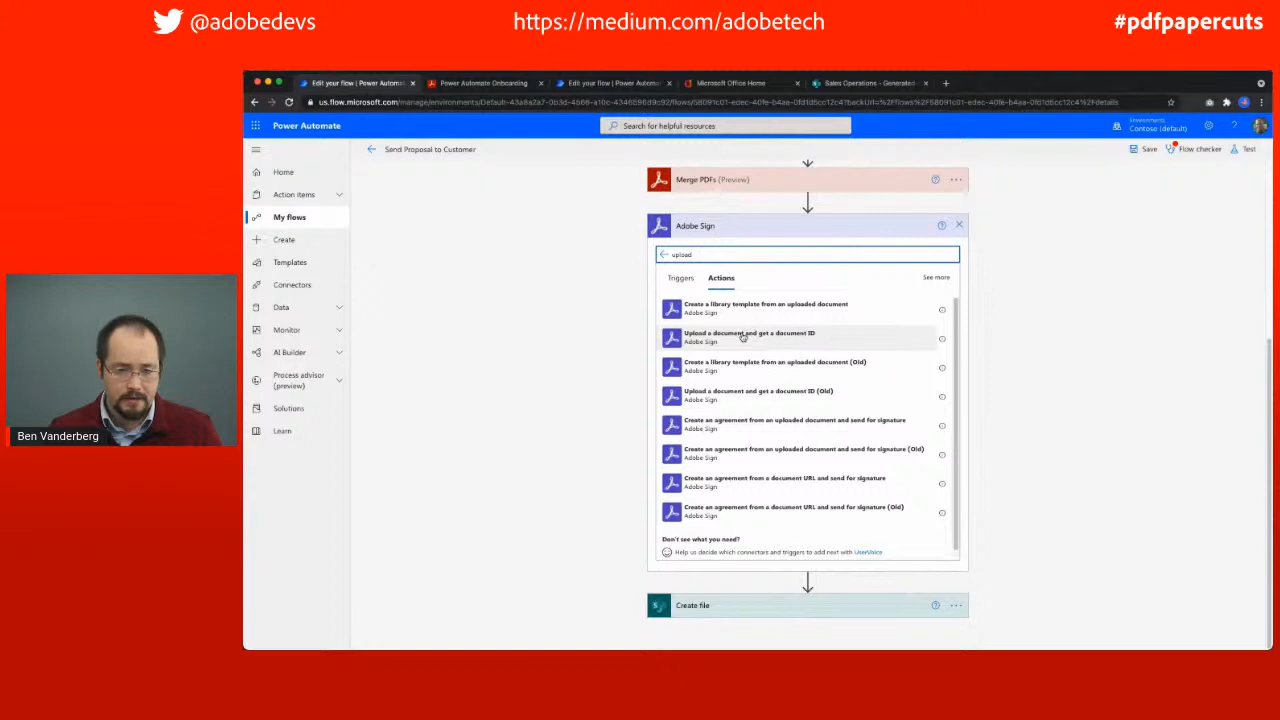 @adobedevs
https://medium.com/adobetech
#pdfpapercuts
Edit your flow | Power Automat
Power Automate Onboarding
Edit your flow | Power Automat
Microsoft Office Home
Sales Operations - Generated
Power Automate
Search for helpful resources
Environments
Contoso (default)
Send Proposal to Customer
Save
Flow checker
Test
Home
Action items
My flows
Create
Templates
Connectors
Data
Monitor
AI Builder
Process advisor
(preview)
Solutions
Learn
Merge PDFs (Preview)
Adobe Sign
upload
Triggers
Actions
See more
Create a library template from an uploaded document
Adobe Sign
Upload a document and get a document ID
Adobe Sign
Create a library template from an uploaded document (Old)
Adobe Sign
Upload a document and get a document ID (Old)
Adobe Sign
Create an agreement from an uploaded document and send for signature
Adobe Sign
Create an agreement from an uploaded document and send for signature (Old)
Adobe Sign
Create an agreement from a document URL and send for signature
Adobe Sign
Create an agreement from a document URL and send for signature (Old)
Adobe Sign
Don't see what you need?
Help us decide which connectors and triggers to add next with UserVoice
Create file
Ben Vanderberg